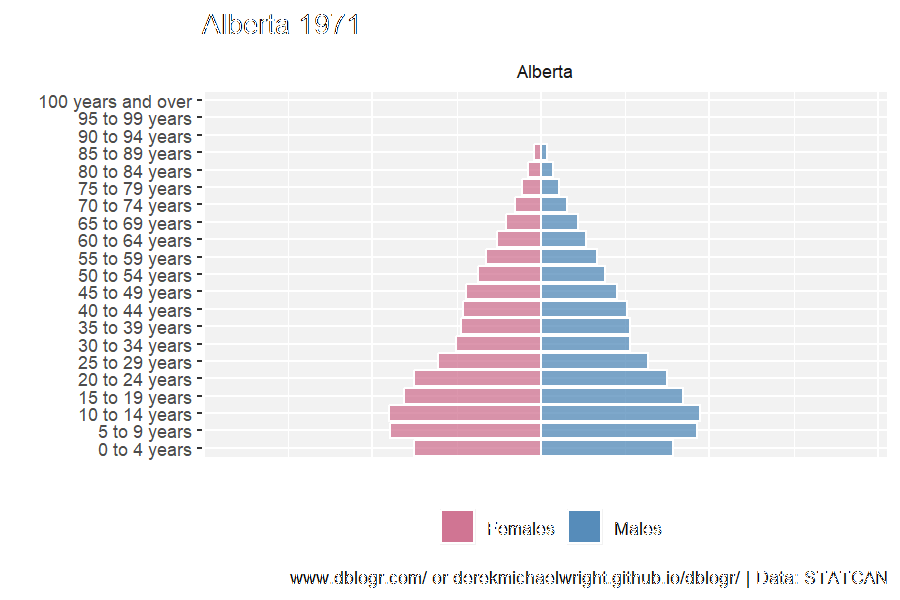 Alberta 1971
Alberta
100 years and over
95 to 99 years
90 to 94 years
85 to 89 years
80 to 84 years
75 to 79 years
70 to 74 years
65 to 69 years
60 to 64 years
55 to 59 years
50 to 54 years
45 to 49 years
40 to 44 years
35 to 39 years
30 to 34 years
25 to 29 years
20 to 24 years
15 to 19 years
10 to 14 years
5 to 9 years
0 to 4 years
Females Males
www.dblogr.com/ or derekmichaelwright.github.io/dblogr/ | Data: STATCAN